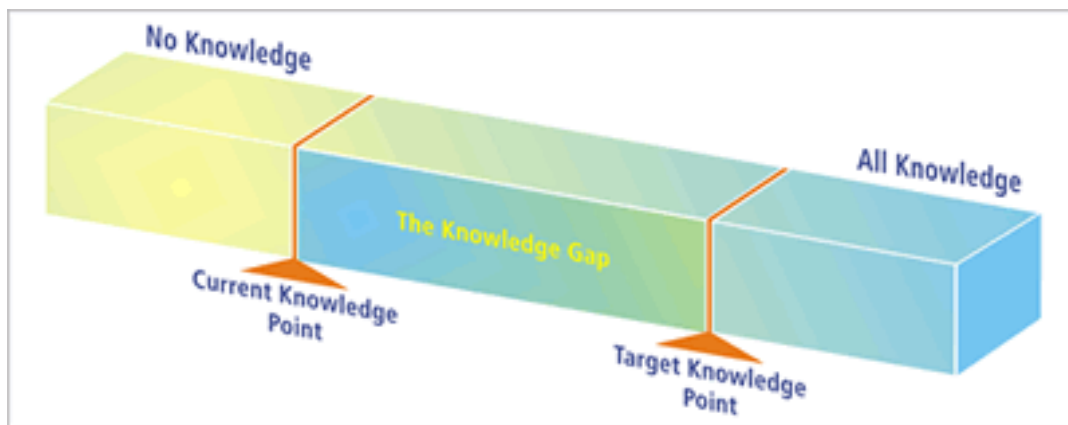 No Knowledge
All Knowledge
The Knowledge Gap
Current Knowledge
Point
Target Knowledge
Point